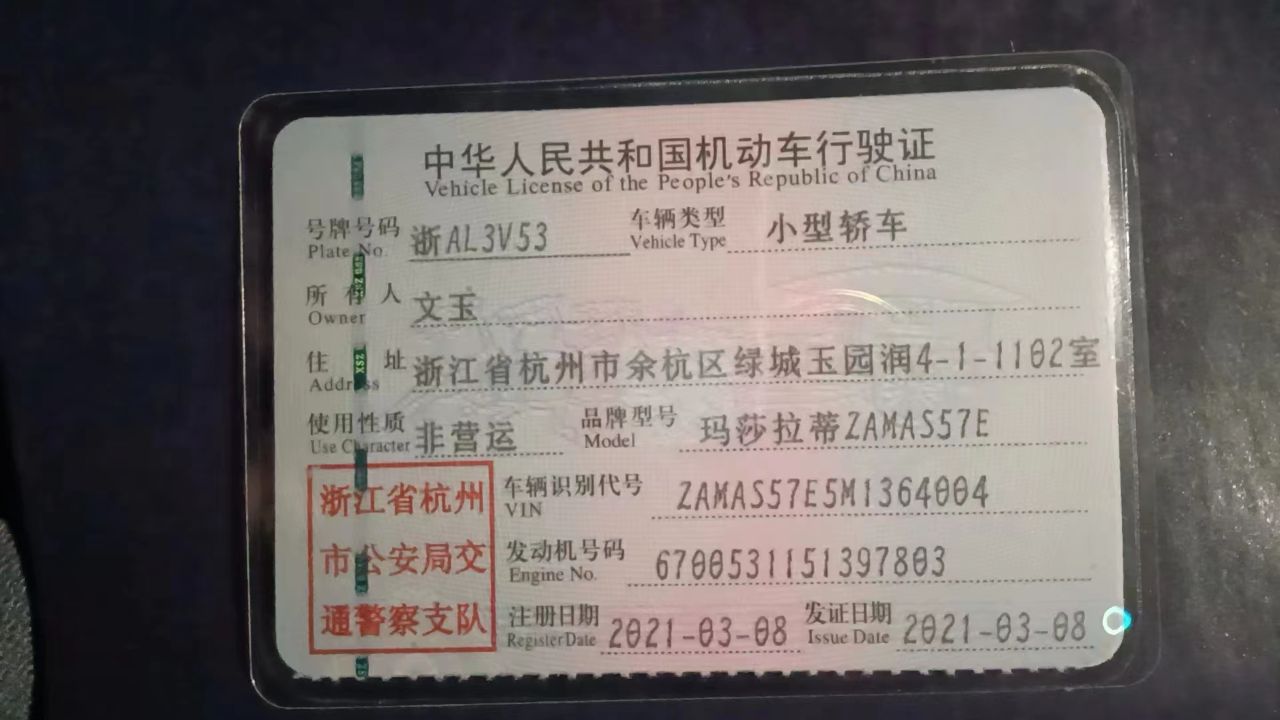 中华人民共和国机动车行驶证
Vehicle License of the People's Republic of China
号牌号码 浙AL3V53 车辆类型 小型轿车
Plate No. Vehicle Type
所有人 文玉
Owner
住址 浙江省杭州市余杭区绿城玉园润4-1-1102室
Address
使用性质 非营运 品牌型号 玛莎拉蒂ZAMAS57E
Use Character Model
浙江省杭州 车辆识别代号 ZAMAS57E5M1364004
VIN
市公安局交 发动机号码 6700531151397803
Engine No.
通警察支队 注册日期 2021-03-08 发证日期 2021-03-08
Register Date Issue Date